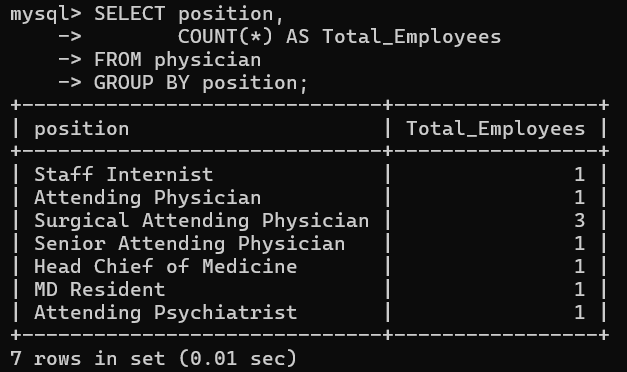 mysql> SELECT position,
    ->        COUNT(*) AS Total_Employees
    -> FROM physician
    -> GROUP BY position;
+------------------------------+-----------------+
| position                     | Total_Employees |
+------------------------------+-----------------+
| Staff Internist              |               1 |
| Attending Physician          |               1 |
| Surgical Attending Physician |               3 |
| Senior Attending Physician   |               1 |
| Head Chief of Medicine       |               1 |
| MD Resident                  |               1 |
| Attending Psychiatrist       |               1 |
+------------------------------+-----------------+
7 rows in set (0.01 sec)